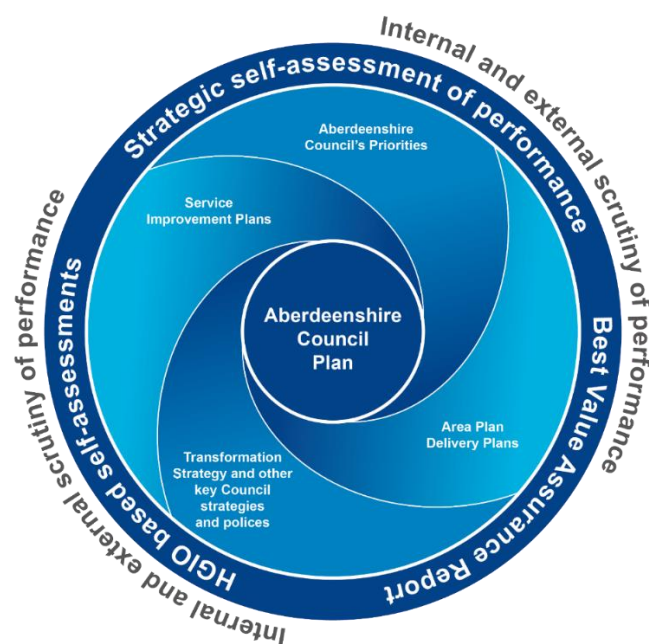 Internal and external scrutiny of performance
Strategic self-assessment of performance
Aberdeenshire
Council's Priorities
Service
Improvement Plans
Aberdeenshire
Council
Plan
Area Plan
Delivery Plans
Transformation
Strategy and other
key Council
strategies
and polices
Best Value Assurance Report
HGIO based self-assessments
Internal and external scrutiny of performance